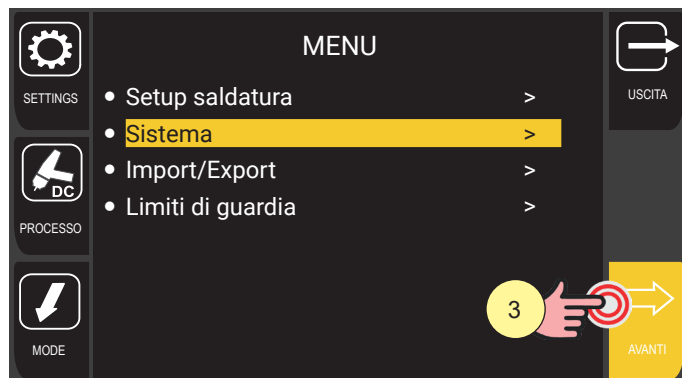 MENU
SETTINGS
• Setup saldatura >
• Sistema >
• Import/Export >
• Limiti di guardia >
DC
PROCESSO
MODE
USCITA
3
AVANTI